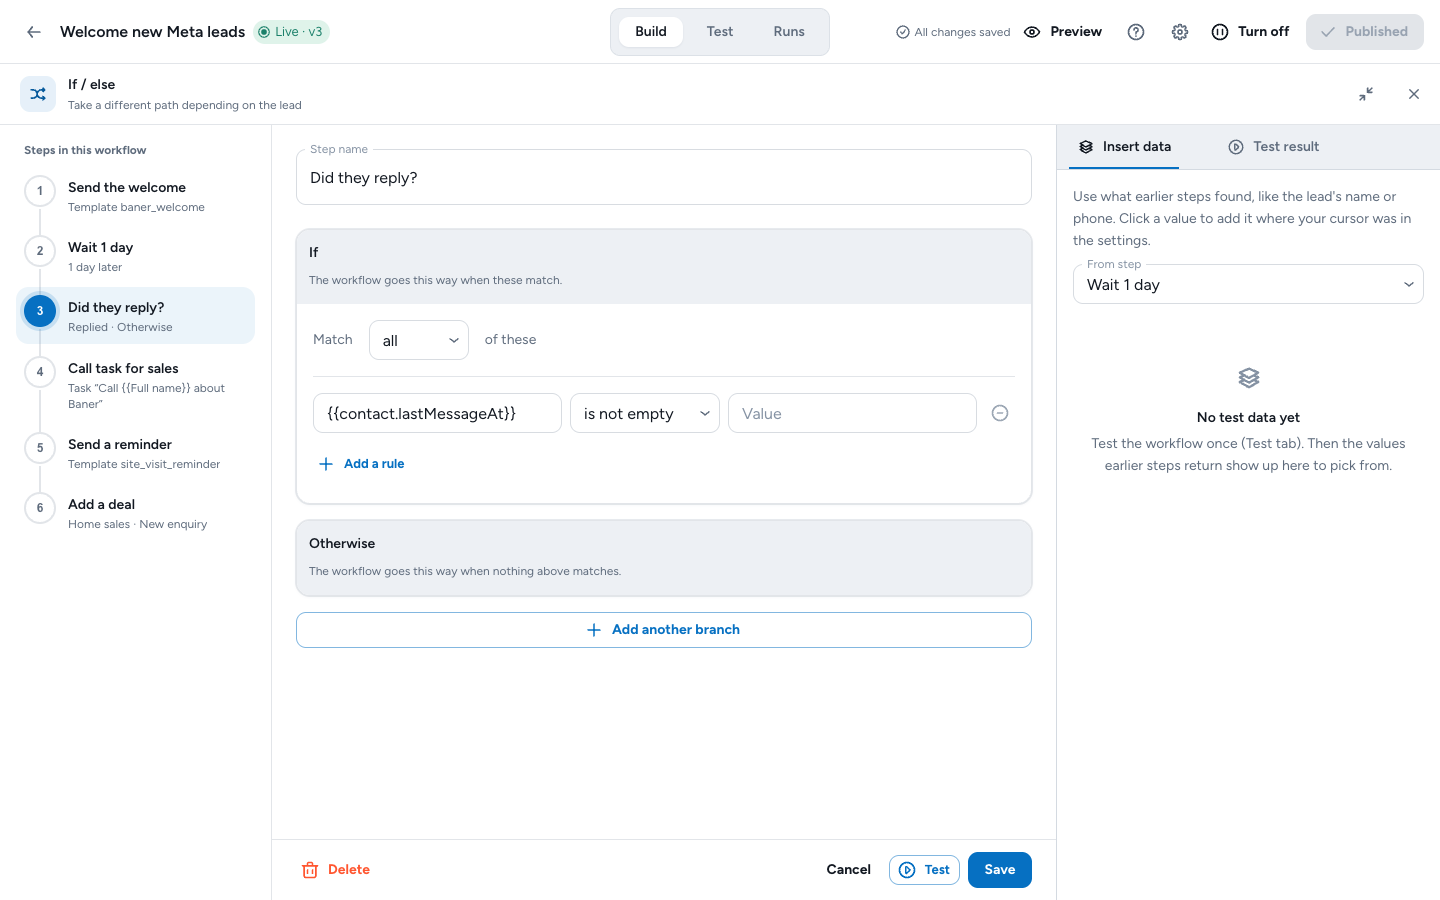 Welcome new Meta leads
Live · v3
Build
Test
Runs
All changes saved
Preview
Turn off
Published
If / else
Take a different path depending on the lead
Steps in this workflow
1
Send the welcome
Template baner_welcome
2
Wait 1 day
1 day later
3
Did they reply?
Replied · Otherwise
4
Call task for sales
Task “Call {{Full name}} about
Baner”
5
Send a reminder
Template site_visit_reminder
6
Add a deal
Home sales · New enquiry
Step name
Did they reply?
If
The workflow goes this way when these match.
Match
all
of these
{{contact.lastMessageAt}}
is not empty
Value
Add a rule
Otherwise
The workflow goes this way when nothing above matches.
Add another branch
Delete
Cancel
Test
Save
Insert data
Test result
Use what earlier steps found, like the lead's name or
phone. Click a value to add it where your cursor was in
the settings.
From step
Wait 1 day
No test data yet
Test the workflow once (Test tab). Then the values
earlier steps return show up here to pick from.